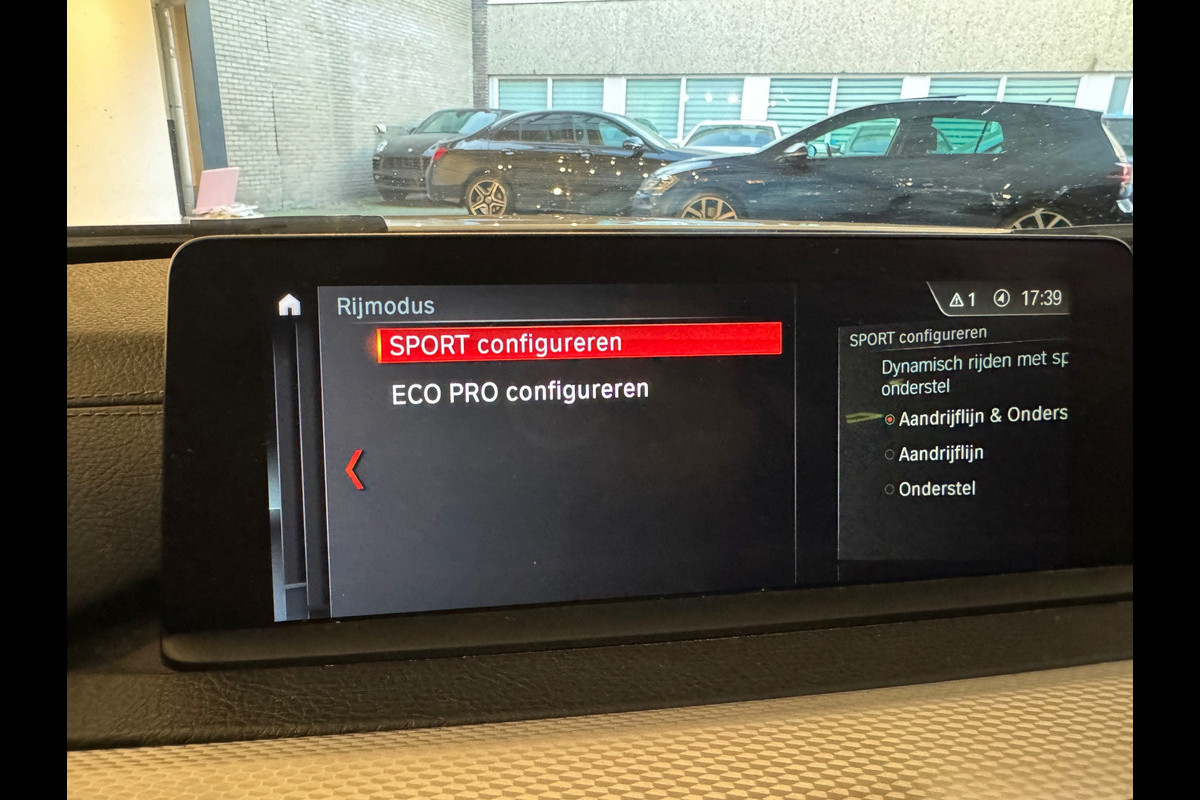 Rijmodus
SPORT configureren
ECO PRO configureren
1 17:39
SPORT configureren
Dynamisch rijden met sp
onderstel
Aandrijflijn & Onders
Aandrijflijn
Onderstel